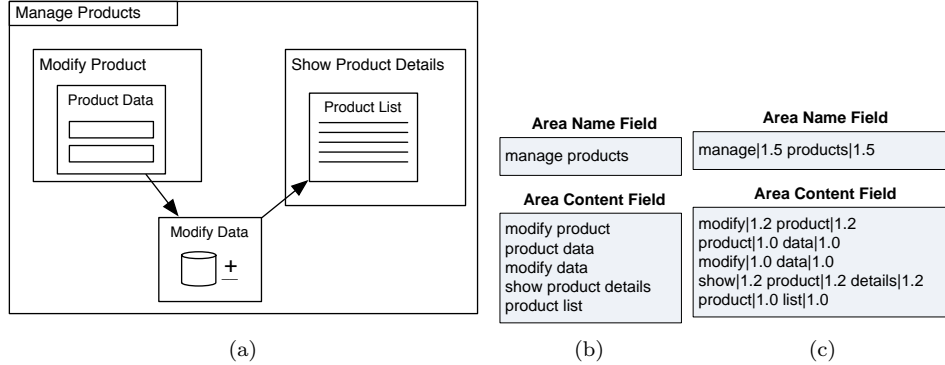 Manage Products
Modify Product
Product Data
Show Product Details
Product List
Modify Data
+
(a)
Area Name Field
manage products
Area Content Field
modify product
product data
modify data
show product details
product list
(b)
Area Name Field
manage|1.5 products|1.5
Area Content Field
modify|1.2 product|1.2
product|1.0 data|1.0
modify|1.0 data|1.0
show|1.2 product|1.2 details|1.2
product|1.0 list|1.0
(c)